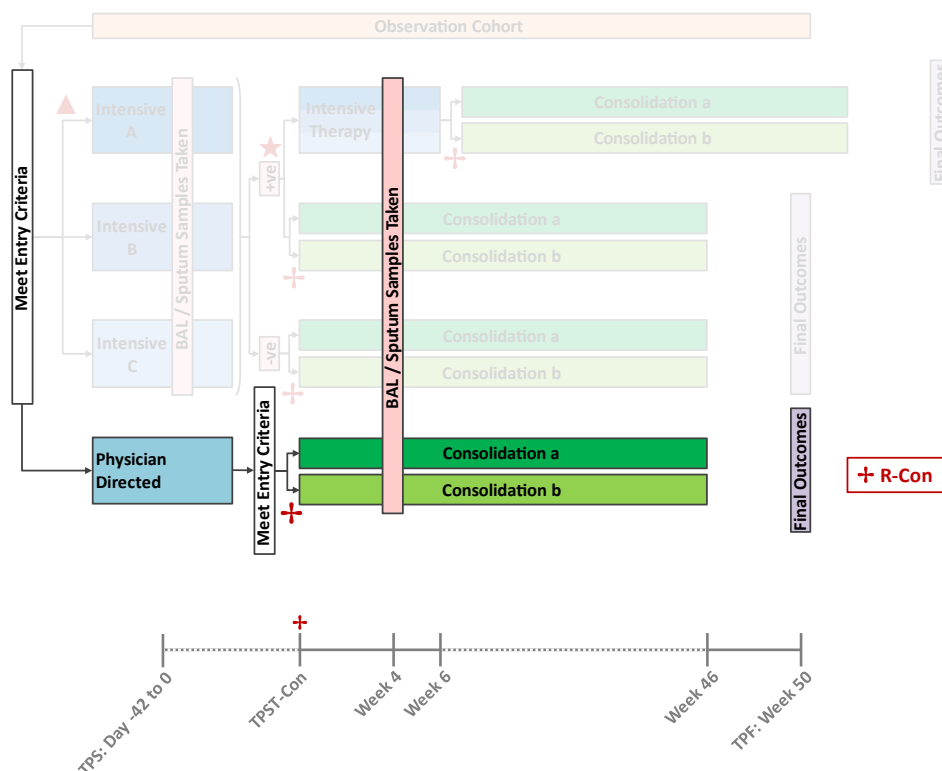 Observation Cohort
Meet Entry Criteria
Intensive
A
BAL / Sputum Samples Taken
Intensive
B
Intensive
C
+ve
-ve
Intensive
Therapy
Consolidation a
Consolidation b
Final Outcomes
Consolidation a
Consolidation b
Consolidation a
Consolidation b
Final Outcomes
BAL / Sputum Samples Taken
Physician
Directed
Meet Entry Criteria
Consolidation a
Consolidation b
Final Outcomes
R-Con
TPS: Day -42 to 0
TPST-Con
Week 4
Week 6
Week 46
TPF: Week 50